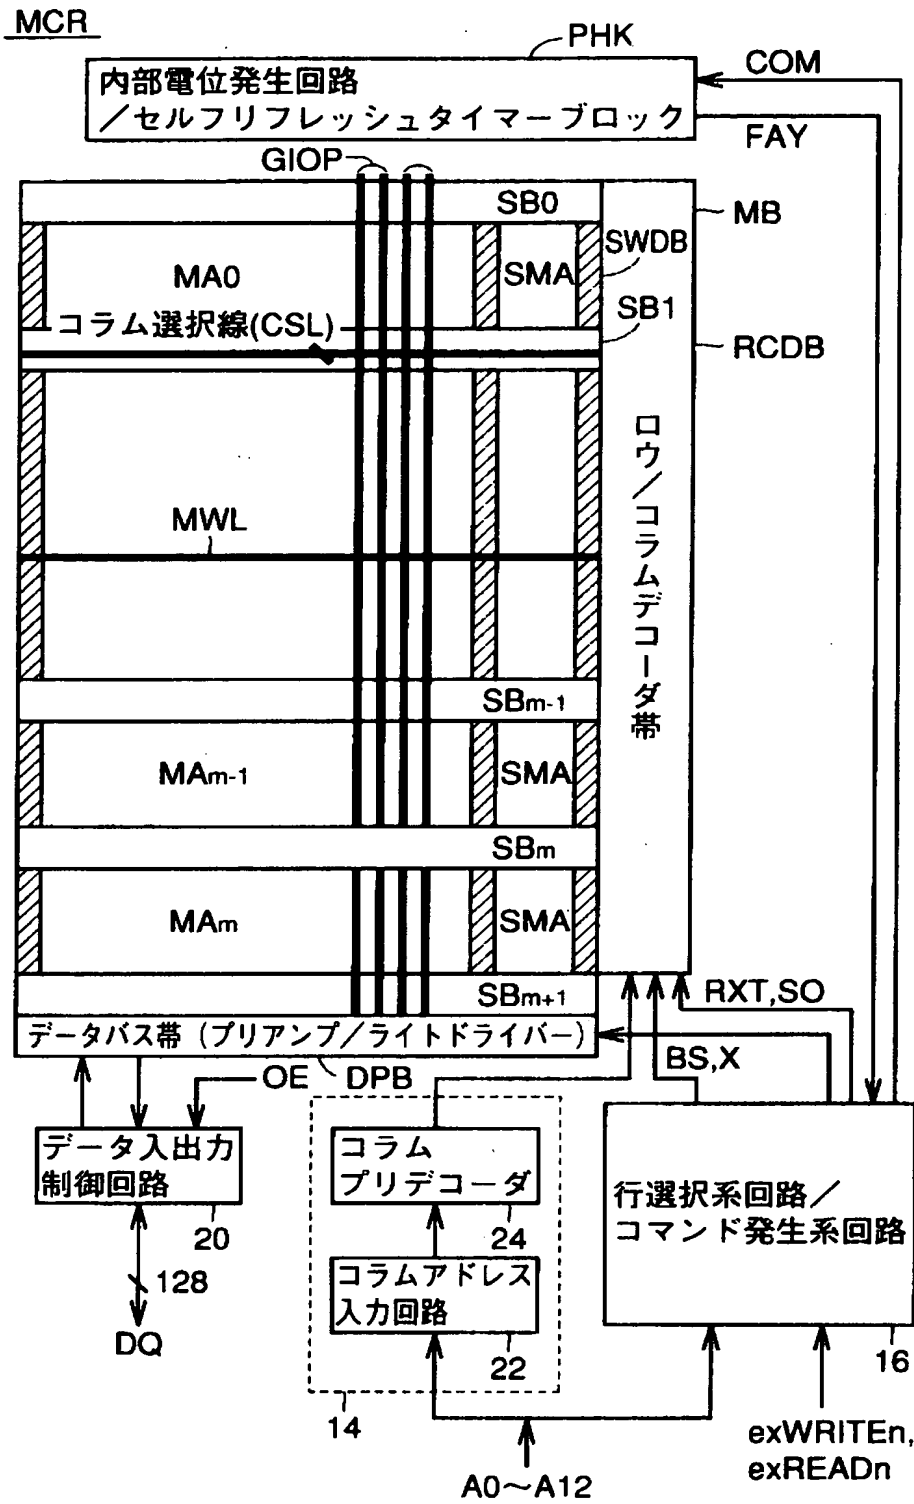 MCR
PHK
内部電位発生回路
／セルフリフレッシュタイマーブロック
COM
FAY
GIOP
SB0
MB
MA0
SMA
SWDB
コラム選択線(CSL)
SB1
RCDB
ロウ／コラムデコーダ帯
MWL
SBm-1
MAm-1
SMA
SBm
MAm
SMA
SBm+1
RXT,SO
データバス帯（プリアンプ／ライトドライバー）
BS,X
OE
DPB
データ入出力
制御回路
20
128
DQ
コラム
プリデコーダ
24
コラムアドレス
入力回路
22
14
行選択系回路／
コマンド発生系回路
16
A0～A12
exWRITEn,
exREADn